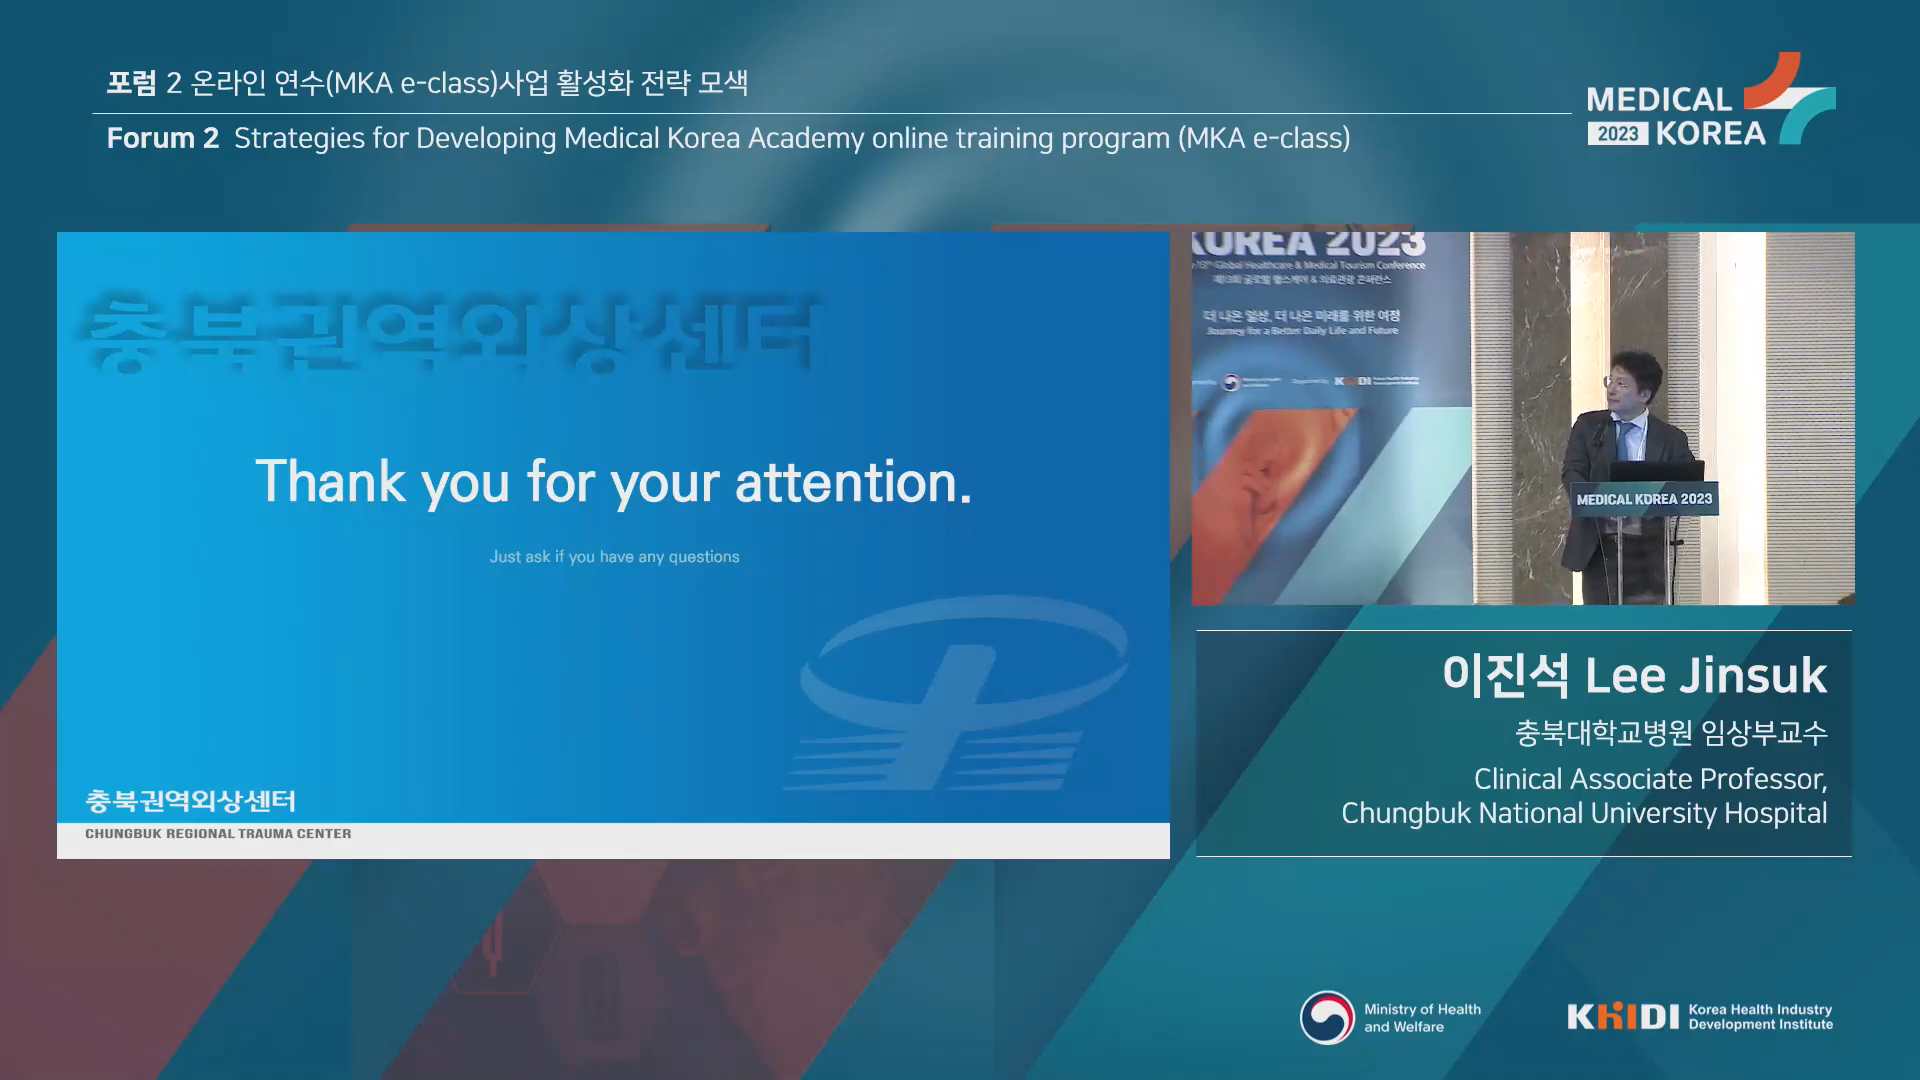 포럼 2 온라인 연수(MKA e-class)사업 활성화 전략 모색
Forum 2 Strategies for Developing Medical Korea Academy online training program (MKA e-class)
MEDICAL
2023 KOREA
충북권역외상센터
Thank you for your attention.
Just ask if you have any questions
충북권역외상센터
CHUNGBUK REGIONAL TRAUMA CENTER
KOREA 2023
Global Healthcare & Medical Tourism Conference
제13회 글로벌 헬스케어 & 의료관광 콘퍼런스
더 나은 일상, 더 나은 미래를 위한 여정
Journey for a Better Daily Life and Future
KHIDI
MEDICAL KOREA 2023
이진석 Lee Jinsuk
충북대학교병원 임상부교수
Clinical Associate Professor,
Chungbuk National University Hospital
Ministry of Health
and Welfare
KHIDI
Korea Health Industry
Development Institute